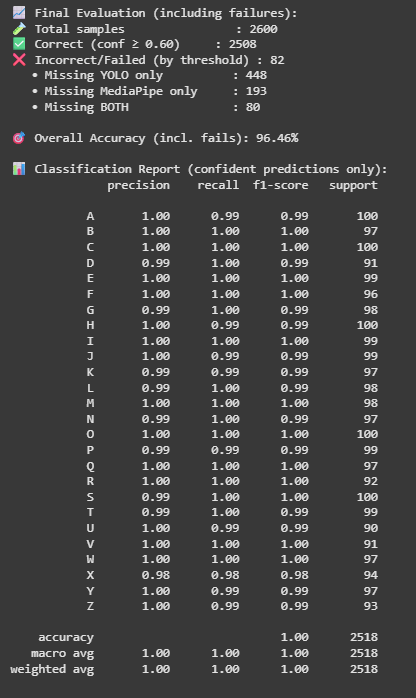 📈 Final Evaluation (including failures):
🧪 Total samples : 2600
✅ Correct (conf ≥ 0.60) : 2508
❌ Incorrect/Failed (by threshold) : 82
• Missing YOLO only : 448
• Missing MediaPipe only : 193
• Missing BOTH : 80
🎯 Overall Accuracy (incl. fails): 96.46%
📊 Classification Report (confident predictions only):
precision recall f1-score support
A 1.00 0.99 0.99 100
B 1.00 1.00 1.00 97
C 1.00 1.00 1.00 100
D 0.99 1.00 0.99 91
E 1.00 1.00 1.00 99
F 1.00 1.00 1.00 96
G 0.99 1.00 0.99 98
H 1.00 0.99 0.99 100
I 1.00 1.00 1.00 99
J 1.00 0.99 0.99 99
K 0.99 0.99 0.99 97
L 0.99 1.00 0.99 98
M 1.00 1.00 1.00 98
N 0.99 1.00 0.99 97
O 1.00 1.00 1.00 100
P 0.99 0.99 0.99 99
Q 1.00 1.00 1.00 97
R 1.00 1.00 1.00 92
S 0.99 1.00 1.00 100
T 0.99 1.00 0.99 99
U 1.00 0.99 0.99 90
V 1.00 1.00 1.00 91
W 1.00 1.00 1.00 97
X 0.98 0.98 0.98 94
Y 1.00 0.99 0.99 97
Z 1.00 0.99 0.99 93
accuracy 1.00 2518
macro avg 1.00 1.00 1.00 2518
weighted avg 1.00 1.00 1.00 2518